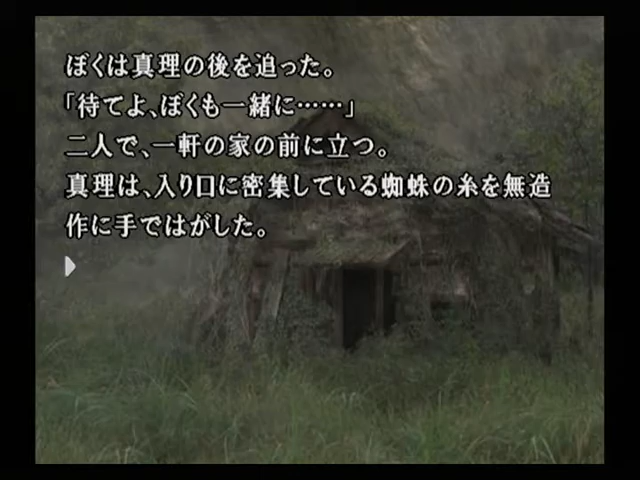 ぼくは真理の後を追った。
「待てよ、ぼくも一緒に……」
二人で、一軒の家の前に立つ。
真理は、入り口に密集している蜘蛛の糸を無造
作に手ではがした。